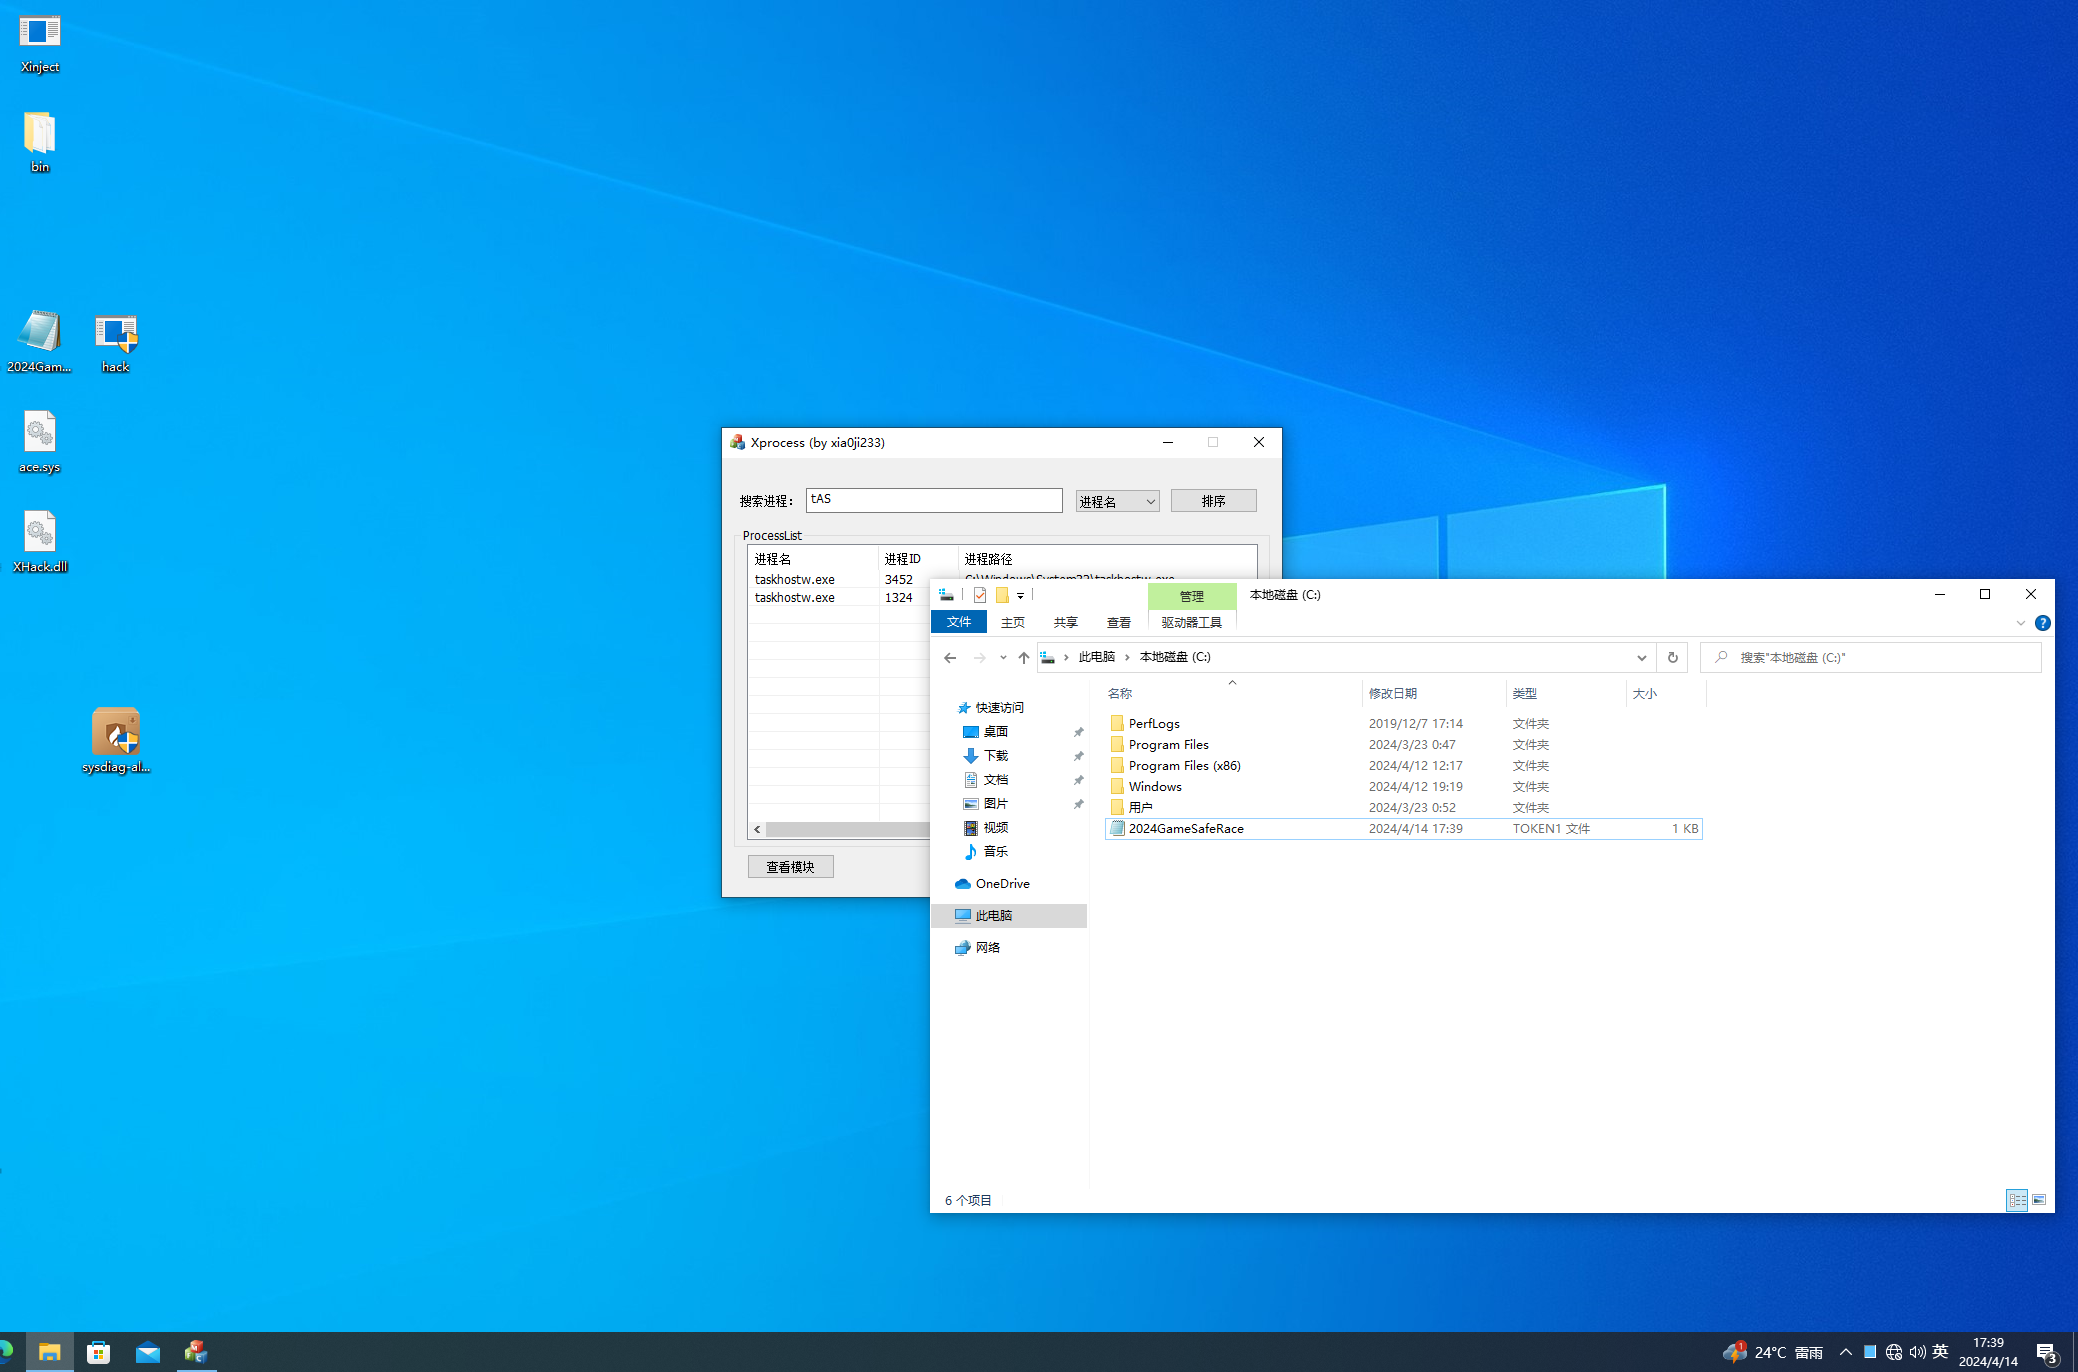 Xinject
bin
2024Gam...
hack
ace.sys
XHack.dll
sysdiag-al...
Xprocess (by xia0ji233)
搜索进程：
tAS
进程名
排序
ProcessList
进程名 进程ID 进程路径
taskhostw.exe 3452 C:\Windows\System32\taskhostw.exe
taskhostw.exe 1324
查看模块
管理
本地磁盘 (C:)
文件 主页 共享 查看 驱动器工具
此电脑 › 本地磁盘 (C:)
搜索"本地磁盘 (C:)"
快速访问
桌面
下载
文档
图片
视频
音乐
OneDrive
此电脑
网络
名称 修改日期 类型 大小
PerfLogs 2019/12/7 17:14 文件夹
Program Files 2024/3/23 0:47 文件夹
Program Files (x86) 2024/4/12 12:17 文件夹
Windows 2024/4/12 19:19 文件夹
用户 2024/3/23 0:52 文件夹
2024GameSafeRace 2024/4/14 17:39 TOKEN1 文件 1 KB
6 个项目
1
24°C 雷雨
英
17:39
2024/4/14
3